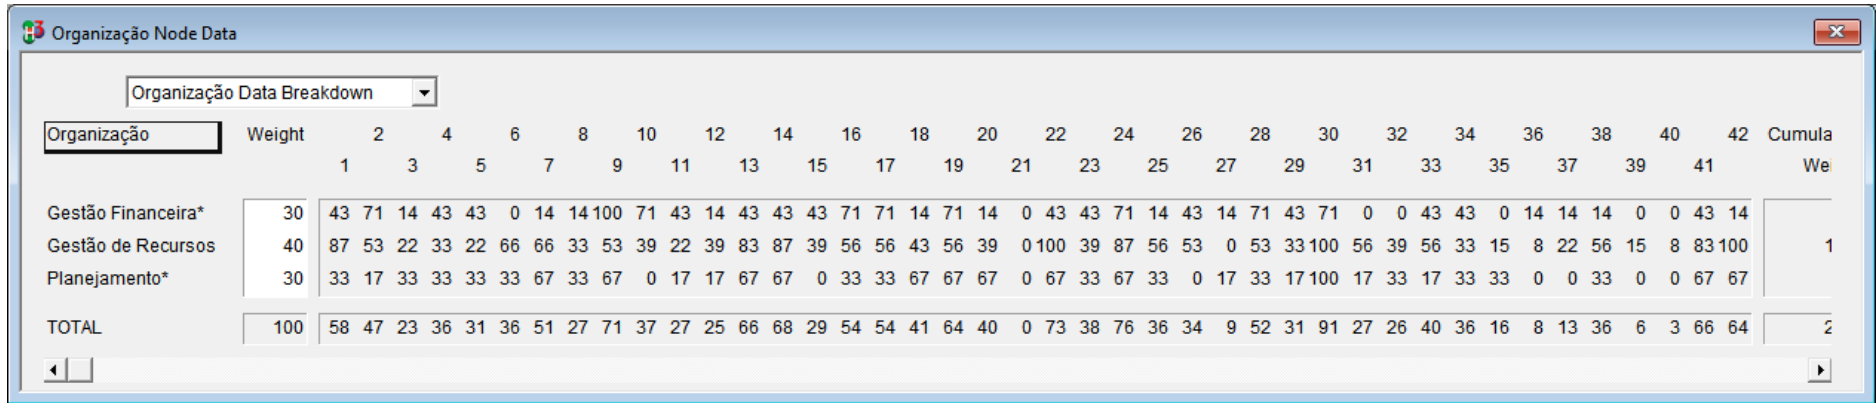 Organização Node Data
Organização Data Breakdown
Organização Weight 2 4 6 8 10 12 14 16 18 20 22 24 26 28 30 32 34 36 38 40 42 Cumula
1 3 5 7 9 11 13 15 17 19 21 23 25 27 29 31 33 35 37 39 41 Wei
Gestão Financeira* 30 43 71 14 43 43 0 14 14 100 71 43 14 43 43 43 71 71 14 71 14 0 43 43 71 14 43 14 71 43 71 0 0 43 43 0 14 14 14 0 0 43 14
Gestão de Recursos 40 87 53 22 33 22 66 66 33 53 39 22 39 83 87 39 56 56 43 56 39 0 100 39 87 56 53 0 53 33 100 56 39 56 33 15 8 22 56 15 8 83 100 1
Planejamento* 30 33 17 33 33 33 33 67 33 67 0 17 17 67 67 0 33 33 67 67 67 0 67 33 67 33 0 17 33 17 100 17 33 17 33 33 0 0 33 0 0 67 67
TOTAL 100 58 47 23 36 31 36 51 27 71 37 27 25 66 68 29 54 54 41 64 40 0 73 38 76 36 34 9 52 31 91 27 26 40 36 16 8 13 36 6 3 66 64 2